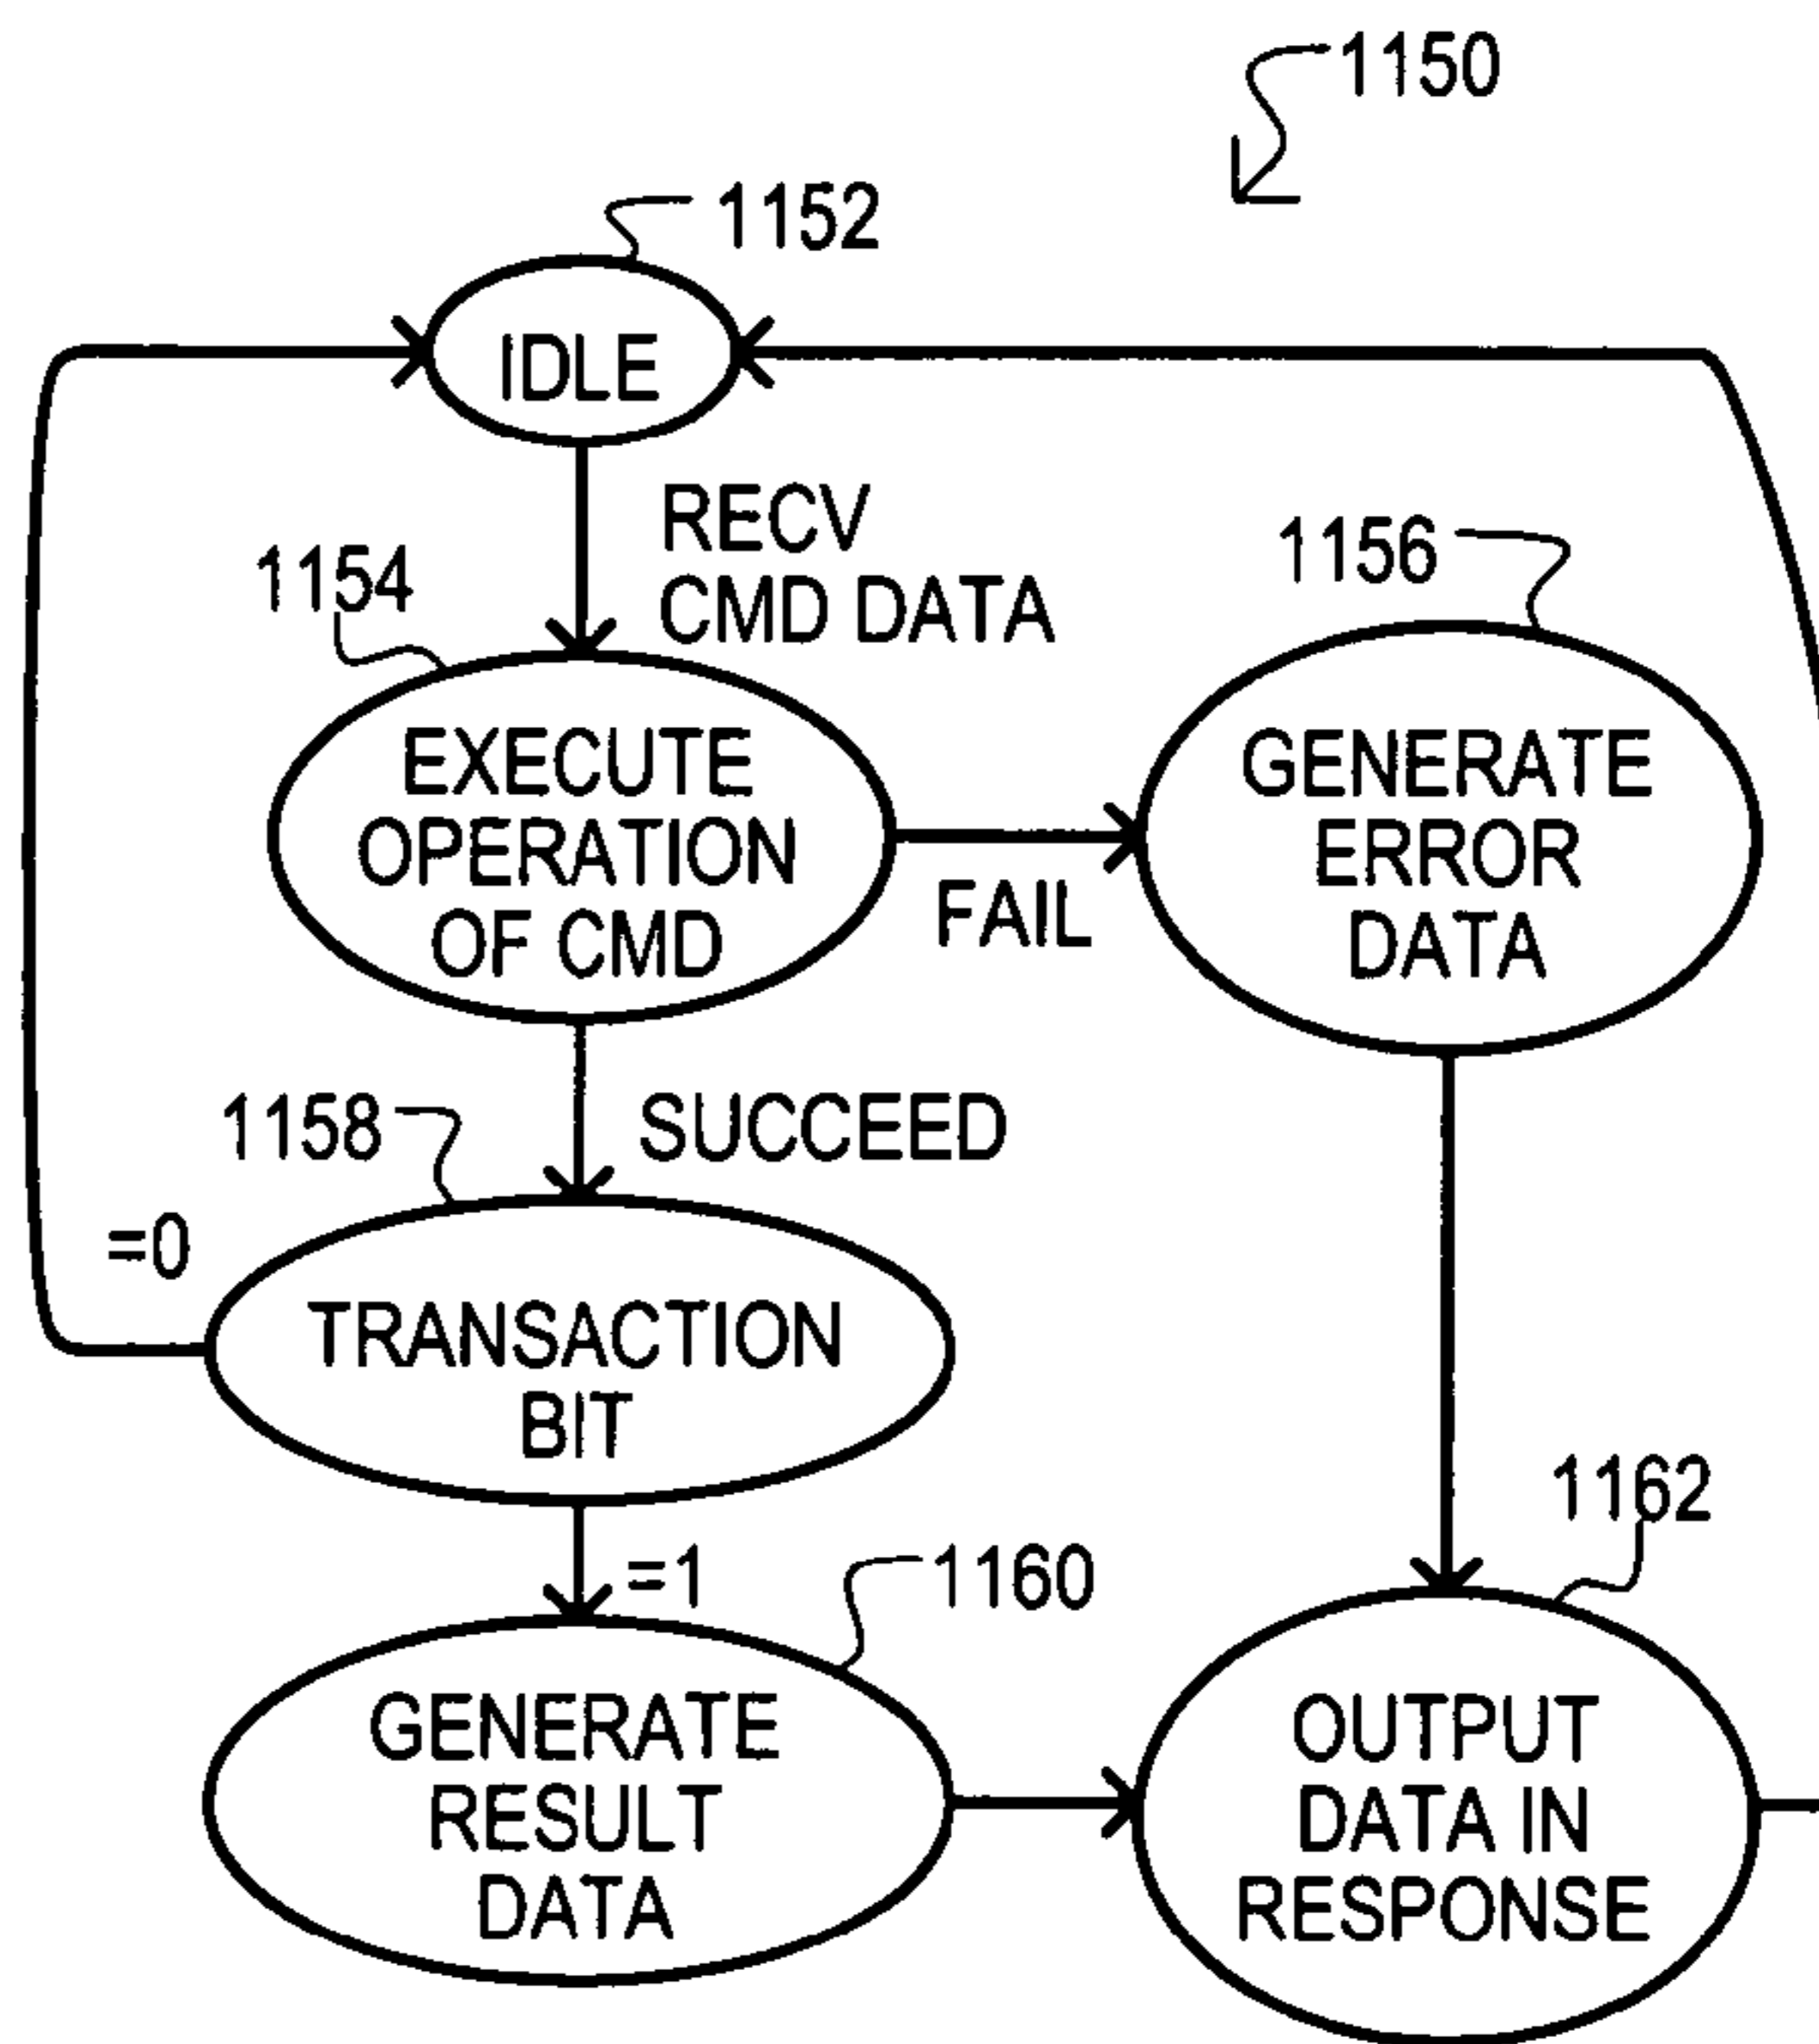 1150
1152
IDLE
RECV
CMD DATA
1154
1156
EXECUTE
OPERATION
OF CMD
FAIL
GENERATE
ERROR
DATA
1158
SUCCEED
=0
TRANSACTION
BIT
=1
1160
1162
GENERATE
RESULT
DATA
OUTPUT
DATA IN
RESPONSE